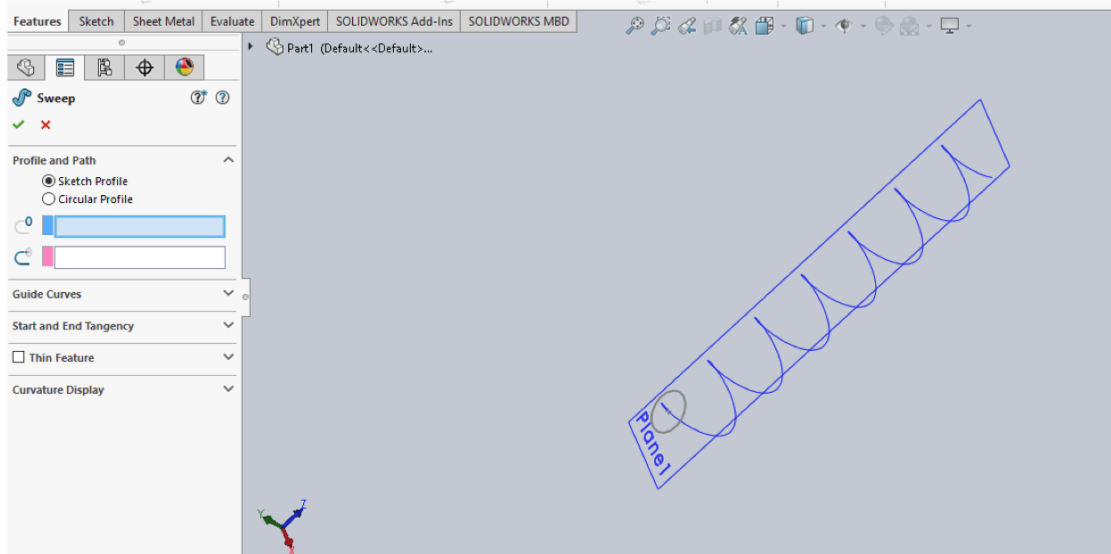 Features Sketch Sheet Metal Evaluate DimXpert SOLIDWORKS Add-Ins SOLIDWORKS MBD
Part1 (Default<<Default>...
Sweep
Profile and Path
Sketch Profile
Circular Profile
Guide Curves
Start and End Tangency
Thin Feature
Curvature Display
Plane1
Y
Z
X